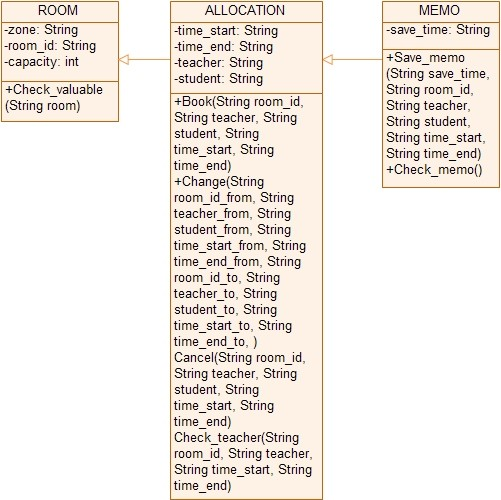 ROOM
-zone: String
-room_id: String
-capacity: int
+Check_valuable
(String room)
ALLOCATION
-time_start: String
-time_end: String
-teacher: String
-student: String
+Book(String room_id,
String teacher, String
student, String
time_start, String
time_end)
+Change(String
room_id_from, String
teacher_from, String
student_from, String
time_start_from, String
time_end_from, String
room_id_to, String
teacher_to, String
student_to, String
time_start_to, String
time_end_to, )
Cancel(String room_id,
String teacher, String
student, String
time_start, String
time_end)
Check_teacher(String
room_id, String teacher,
String time_start, String
time_end)
MEMO
-save_time: String
+Save_memo
(String save_time,
String room_id,
String teacher,
String student,
String time_start,
String time_end)
+Check_memo()